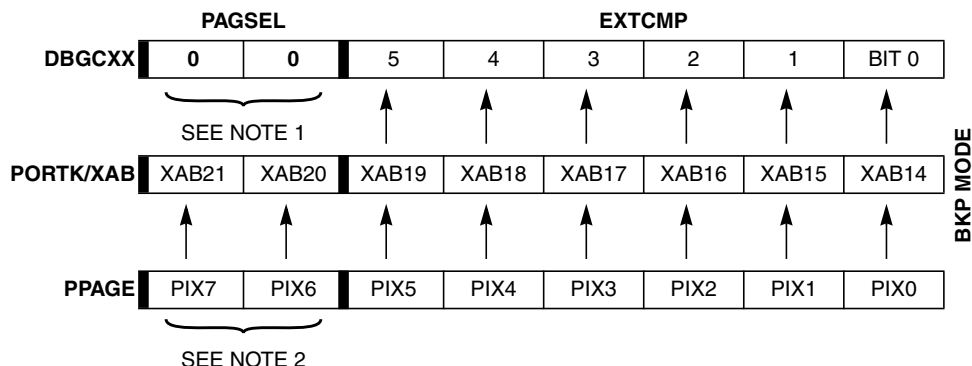 PAGSEL EXTCMP
DBGCXX 0 0 5 4 3 2 1 BIT 0
SEE NOTE 1
PORTK/XAB XAB21 XAB20 XAB19 XAB18 XAB17 XAB16 XAB15 XAB14
BKP MODE
PPAGE PIX7 PIX6 PIX5 PIX4 PIX3 PIX2 PIX1 PIX0
SEE NOTE 2